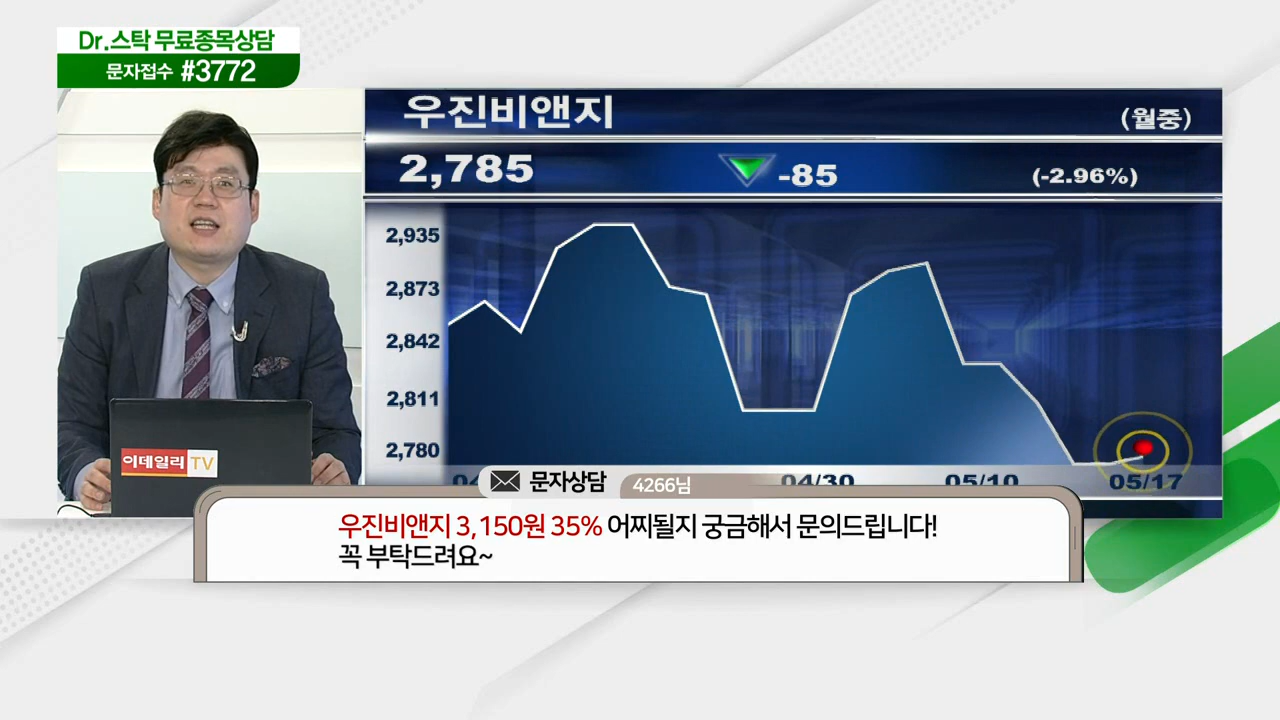 Dr.스탁 무료종목상담
문자접수 #3772
우진비앤지
(월중)
2,785
-85
(-2.96%)
2,935
2,873
2,842
2,811
2,780
04/30
05/10
05/17
이데일리TV
문자상담
4266님
우진비앤지 3,150원 35% 어찌될지 궁금해서 문의드립니다!
꼭 부탁드려요~